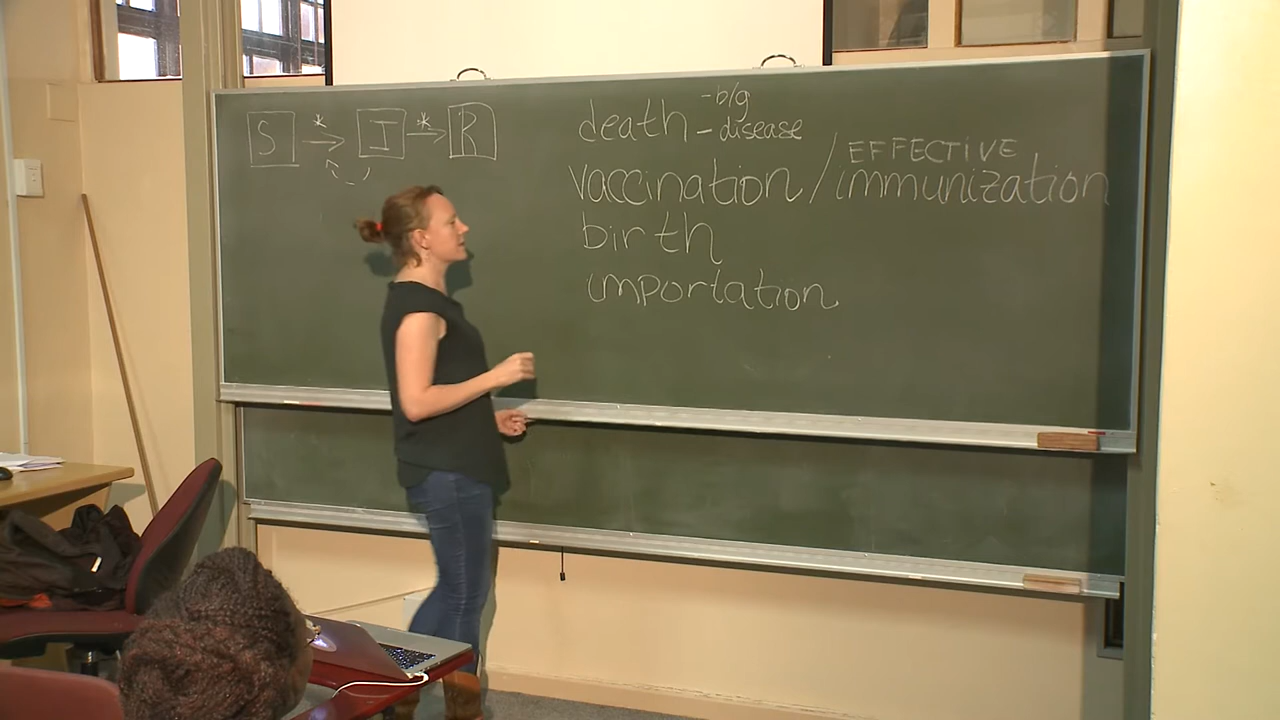 S * I * R
death - b/g
- disease
vaccination / EFFECTIVE immunization
birth
importation